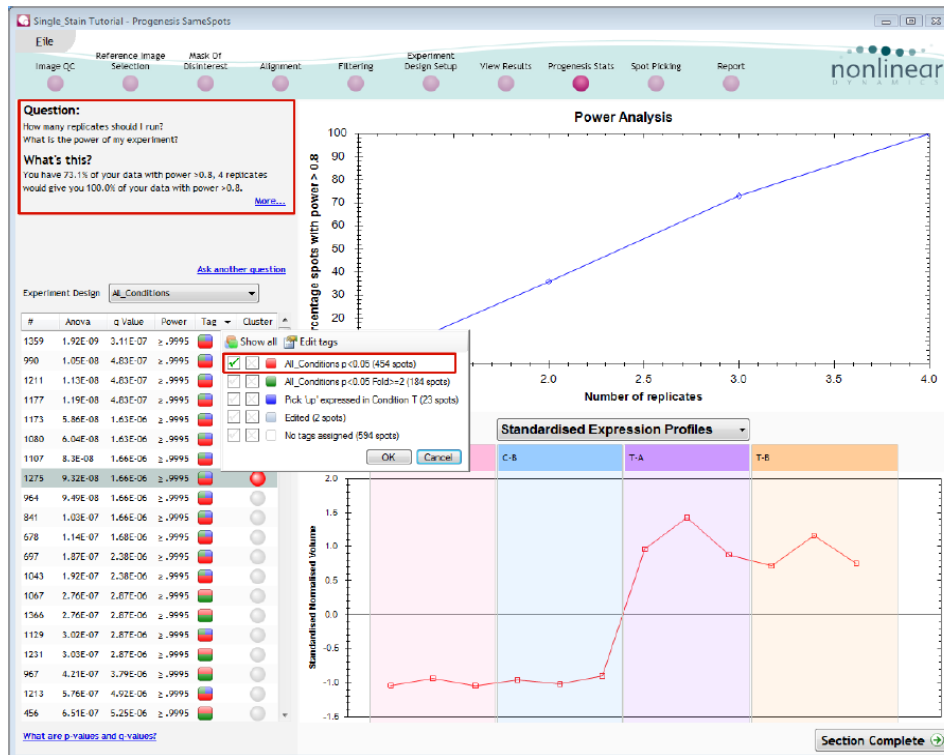 Single_Stain Tutorial - Progenesis SameSpots
File
Image QC
Reference Image Selection
Mask Of Disinterest
Alignment
Filtering
Experiment Design Setup
View Results
Progenesis Stats
Spot Picking
Report
nonlinear
DYNAMICS
Question:
How many replicates should I run?
What is the power of my experiment?
What's this?
You have 73.1% of your data with power >0.8, 4 replicates
would give you 100.0% of your data with power >0.8.
More...
Ask another question
Experiment Design All_Conditions
# Anova q Value Power Tag Cluster
1359 1.92E-09 3.11E-07 ≥ .9995
990 1.05E-08 4.83E-07 ≥ .9995
1211 1.13E-08 4.83E-07 ≥ .9995
1177 1.19E-08 4.83E-07 ≥ .9995
1173 5.86E-08 1.63E-06 ≥ .9995
1080 6.04E-08 1.63E-06 ≥ .9995
1107 8.3E-08 1.66E-06 ≥ .9995
1275 9.32E-08 1.66E-06 ≥ .9995
964 9.49E-08 1.66E-06 ≥ .9995
841 1.03E-07 1.66E-06 ≥ .9995
678 1.14E-07 1.68E-06 ≥ .9995
697 1.87E-07 2.38E-06 ≥ .9995
1043 1.92E-07 2.38E-06 ≥ .9995
1067 2.76E-07 2.87E-06 ≥ .9995
1366 2.76E-07 2.87E-06 ≥ .9995
1129 3.02E-07 2.87E-06 ≥ .9995
1231 3.03E-07 2.87E-06 ≥ .9995
967 4.21E-07 3.79E-06 ≥ .9995
1213 5.76E-07 4.92E-06 ≥ .9995
456 6.51E-07 5.25E-06 ≥ .9995
What are p-values and q-values?
Show all Edit tags
All_Conditions p<0.05 (454 spots)
All_Conditions p<0.05 Fold>=2 (184 spots)
Pick 'up' expressed in Condition T (23 spots)
Edited (2 spots)
No tags assigned (594 spots)
OK Cancel
Power Analysis
100
90
80
70
60
50
40
30
20
2.0 2.5 3.0 3.5 4.0
Number of replicates
Standardised Expression Profiles
C-B T-A T-B
Standardised Normalised Volume
2.0
1.5
1.0
0.5
0.0
-0.5
-1.0
-1.5
Section Complete